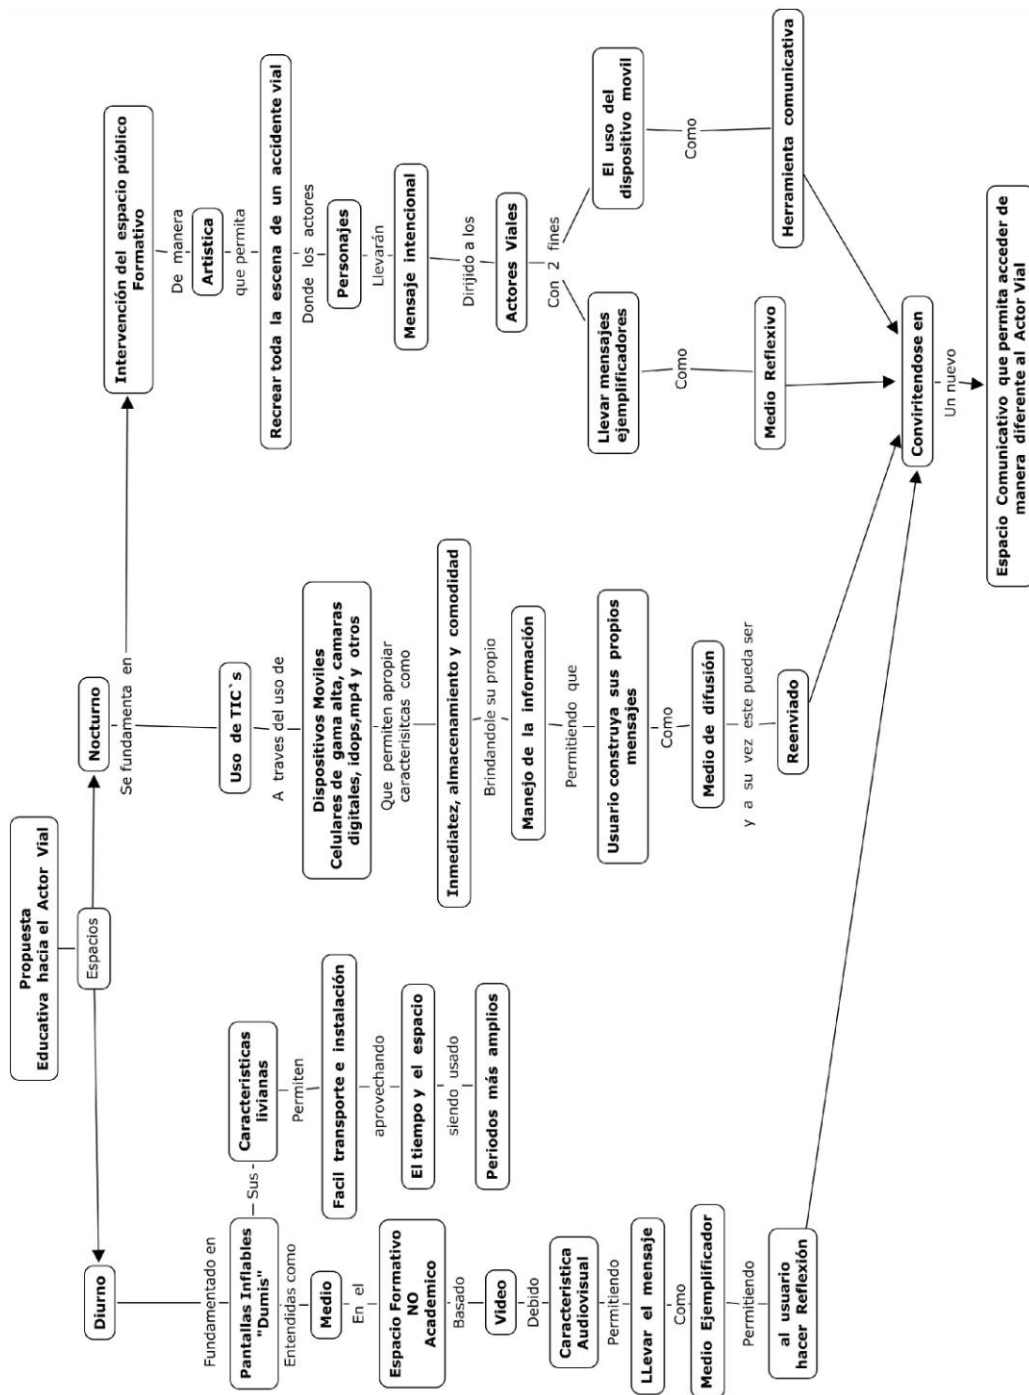 Propuesta
Educativa hacia el Actor Vial
Espacios
Diurno
Fundamentado en
Pantallas Inflables
"Dumis"
Sus
Caracteristicas
livianas
Permiten
Facil transporte e instalación
aprovechando
El tiempo y el espacio
siendo usado
Periodos más amplios
Entendidas como
Medio
En el
Espacio Formativo
NO
Academico
Basado
Video
Debido
Caracteristica
Audiovisual
Permitiendo
LLevar el mensaje
Como
Medio Ejemplificador
Permitiendo
al usuario
hacer Reflexión
Nocturno
Se fundamenta en
Uso de TIC`s
A traves del uso de
Dispositivos Moviles
Celulares de gama alta, camaras
digitales, idops,mp4 y otros
Que permiten apropiar
caracterisitcas como
Inmediatez, almacenamiento y comodidad
Brindandole su propio
Manejo de la información
Permitiendo que
Usuario construya sus propios
mensajes
Como
Medio de difusión
y a su vez este pueda ser
Reenviado
Intervención del espacio público
Formativo
De manera
Artistica
que permita
Recrear toda la escena de un accidente vial
Donde los actores
Personajes
Llevarán
Mensaje intencional
Dirijido a los
Actores Viales
Con 2 fines
Llevar mensajes
ejemplificadores
Como
Medio Reflexivo
El uso del
dispositivo movil
Como
Herramienta comunicativa
Conviritendose en
Un nuevo
Espacio Comunicativo que permita acceder de
manera diferente al Actor Vial